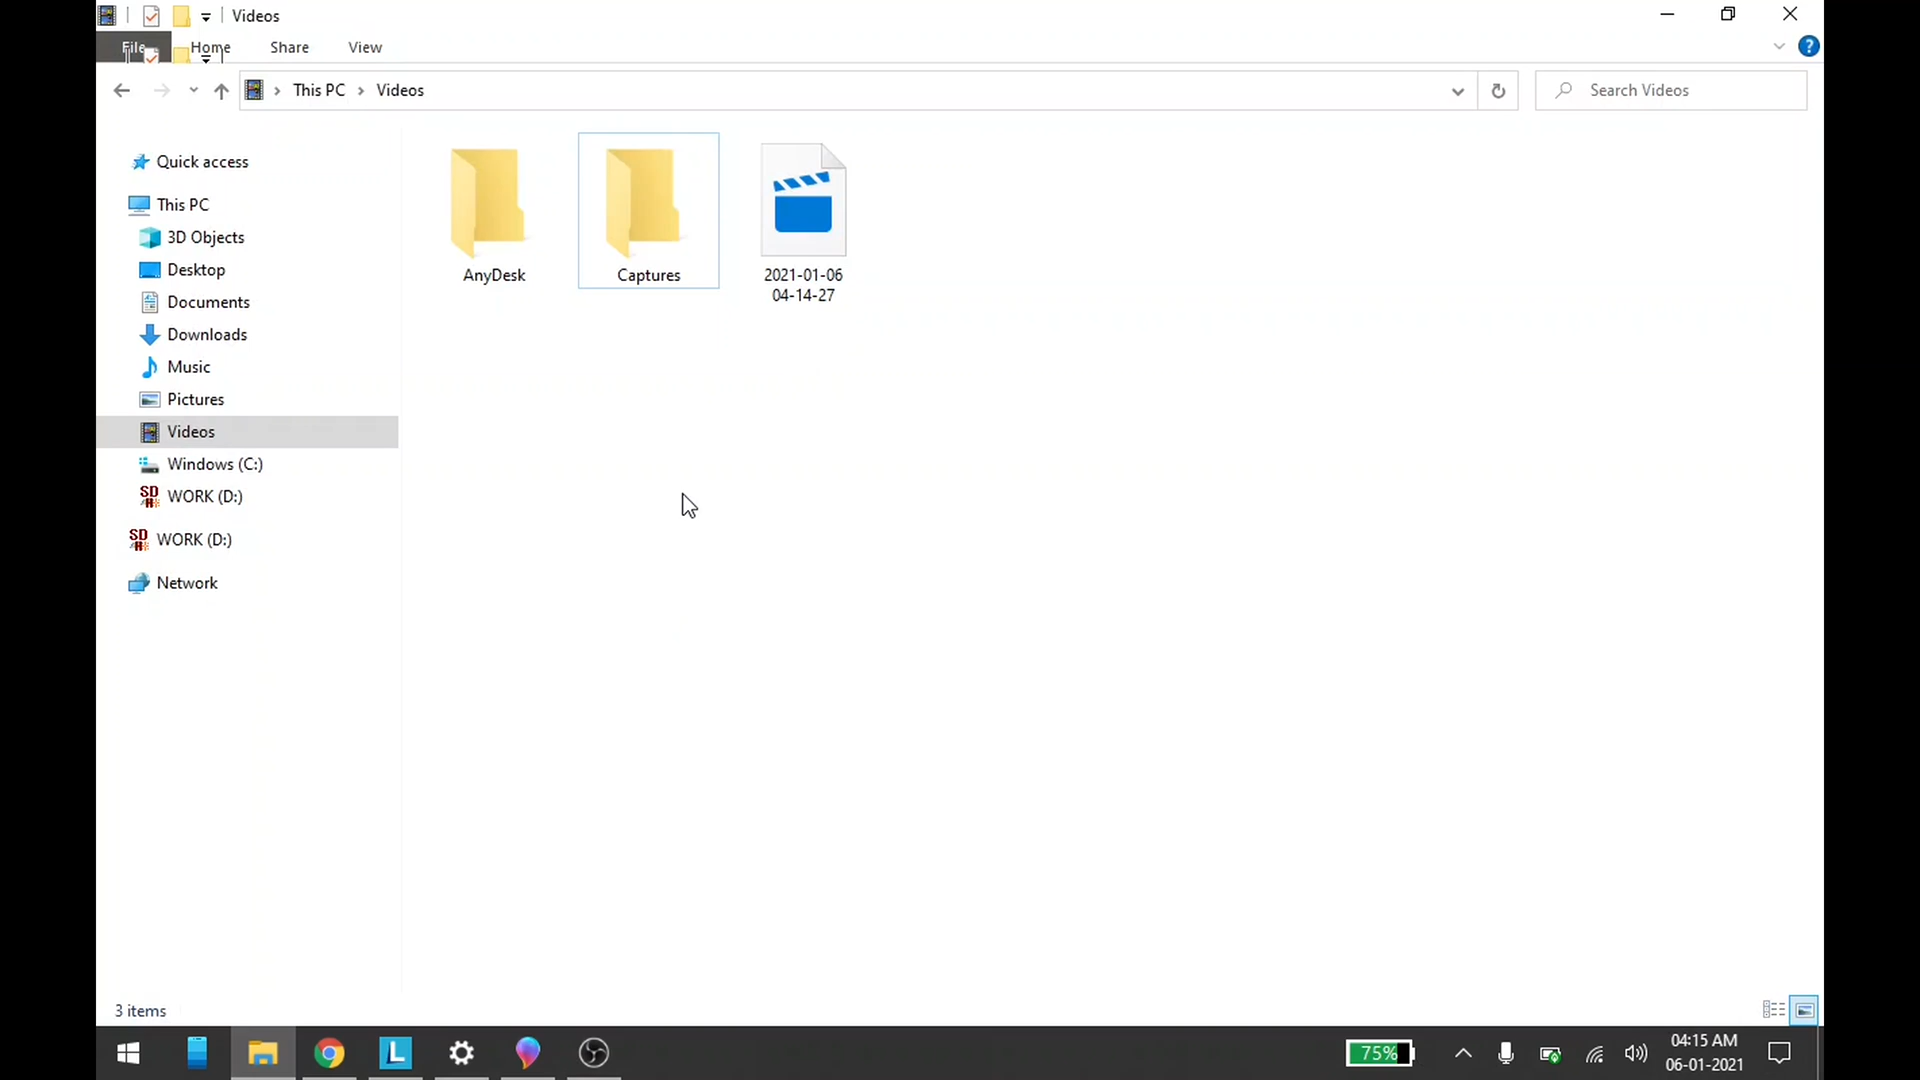 Videos
File
Home
Share
View
?
This PC
Videos
Search Videos
Quick access
This PC
3D Objects
Desktop
Documents
Downloads
Music
Pictures
Videos
Windows (C:)
SD
WORK (D:)
SD
WORK (D:)
Network
AnyDesk
Captures
2021-01-06
04-14-27
3 items
L
75%
04:15 AM
06-01-2021